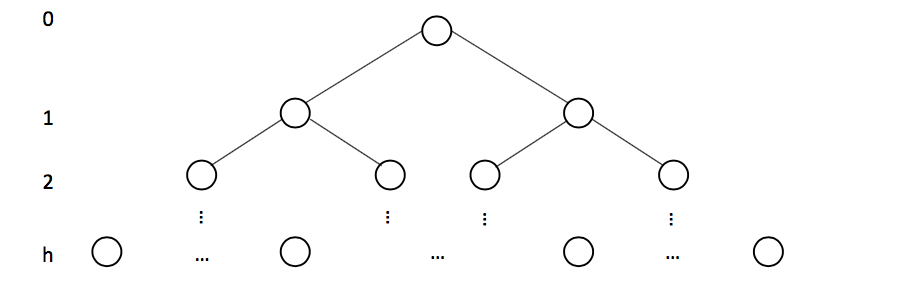 0
1
2
⋮ ⋮ ⋮ ⋮
h ... ... ...